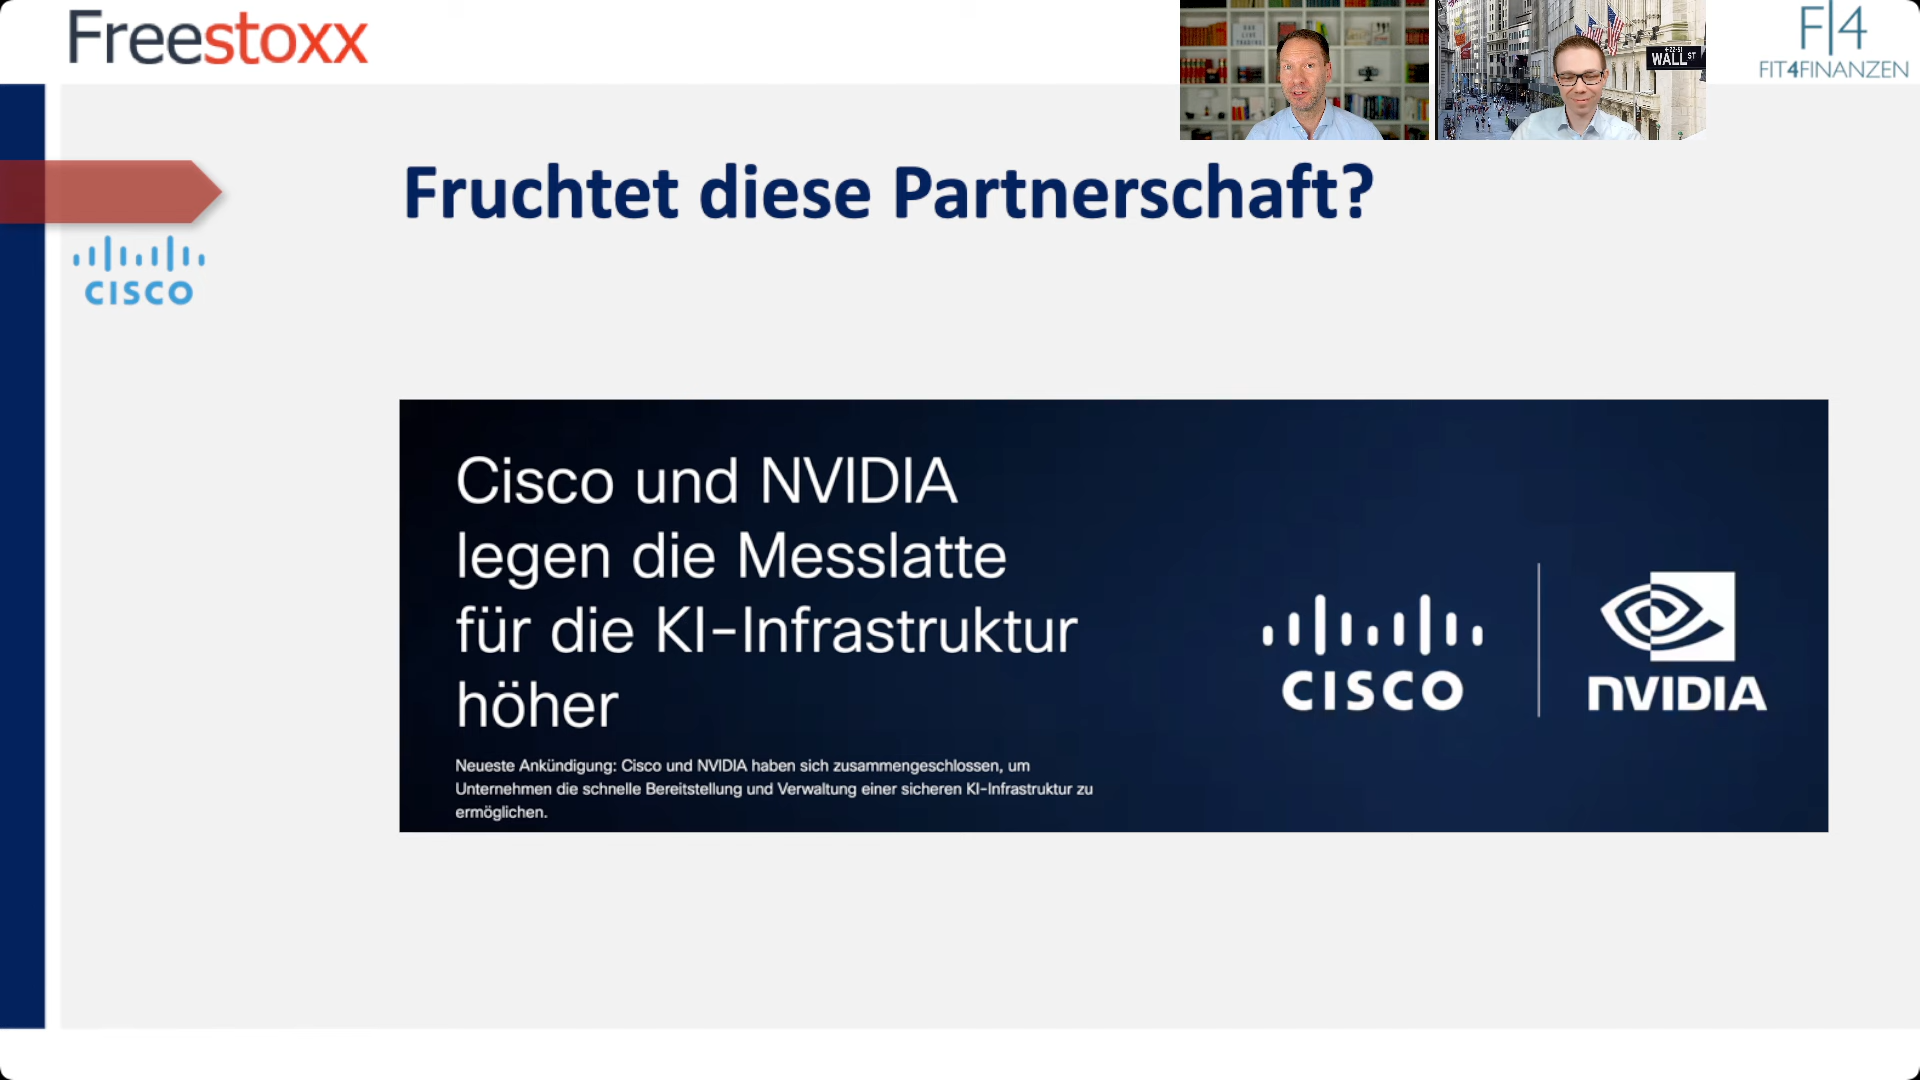 Freestoxx
WALL ST
F|4
FIT4FINANZEN
Fruchtet diese Partnerschaft?
CISCO
Cisco und NVIDIA
legen die Messlatte
für die KI-Infrastruktur
höher
Neueste Ankündigung: Cisco und NVIDIA haben sich zusammengeschlossen, um
Unternehmen die schnelle Bereitstellung und Verwaltung einer sicheren KI-Infrastruktur zu
ermöglichen.
CISCO
NVIDIA